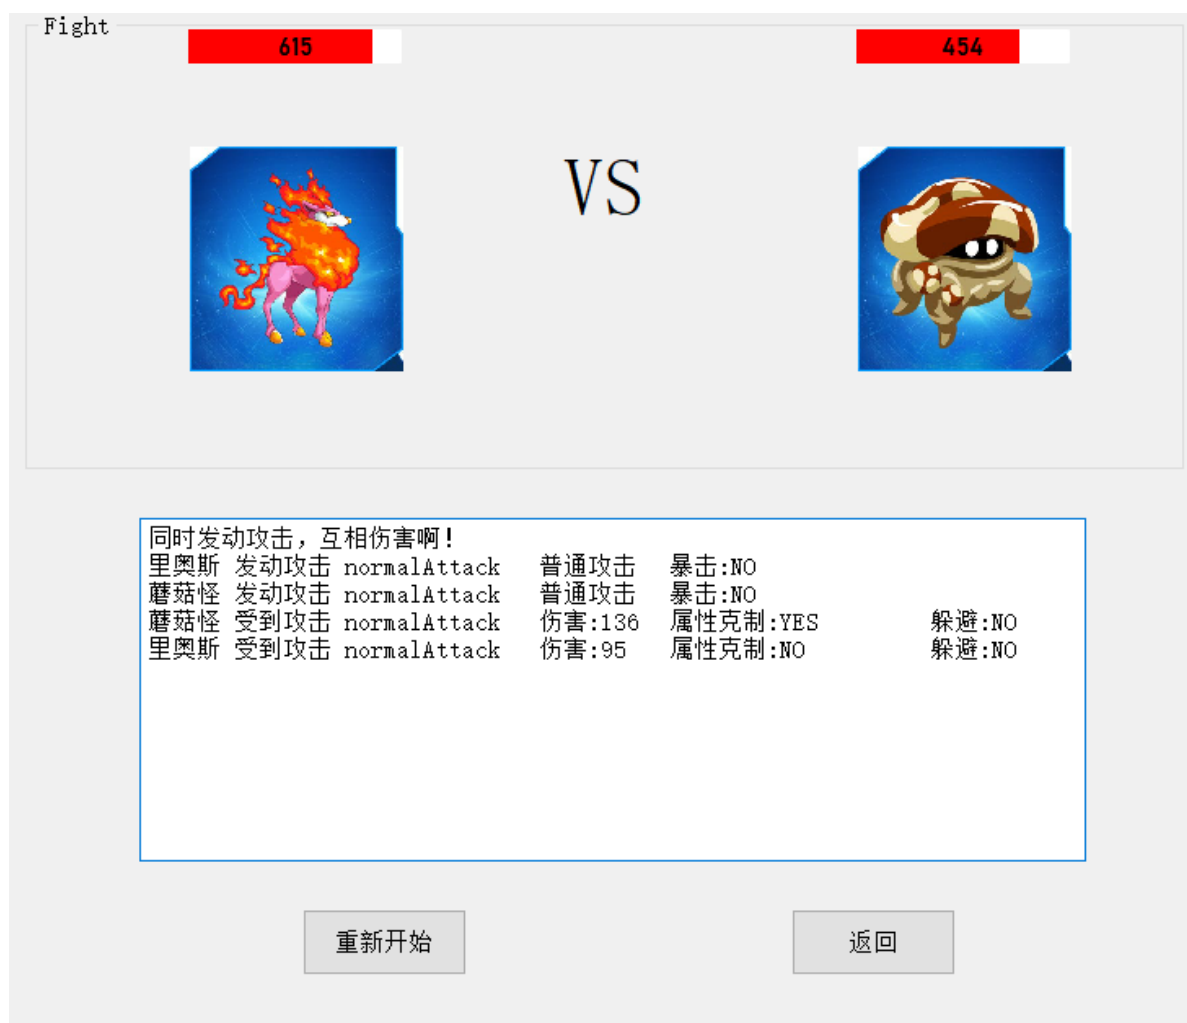 Fight
615
454
VS
同时发动攻击，互相伤害啊！
里奥斯 发动攻击 normalAttack 普通攻击 暴击:NO
蘑菇怪 发动攻击 normalAttack 普通攻击 暴击:NO
蘑菇怪 受到攻击 normalAttack 伤害:136 属性克制:YES 躲避:NO
里奥斯 受到攻击 normalAttack 伤害:95 属性克制:NO 躲避:NO
重新开始
返回